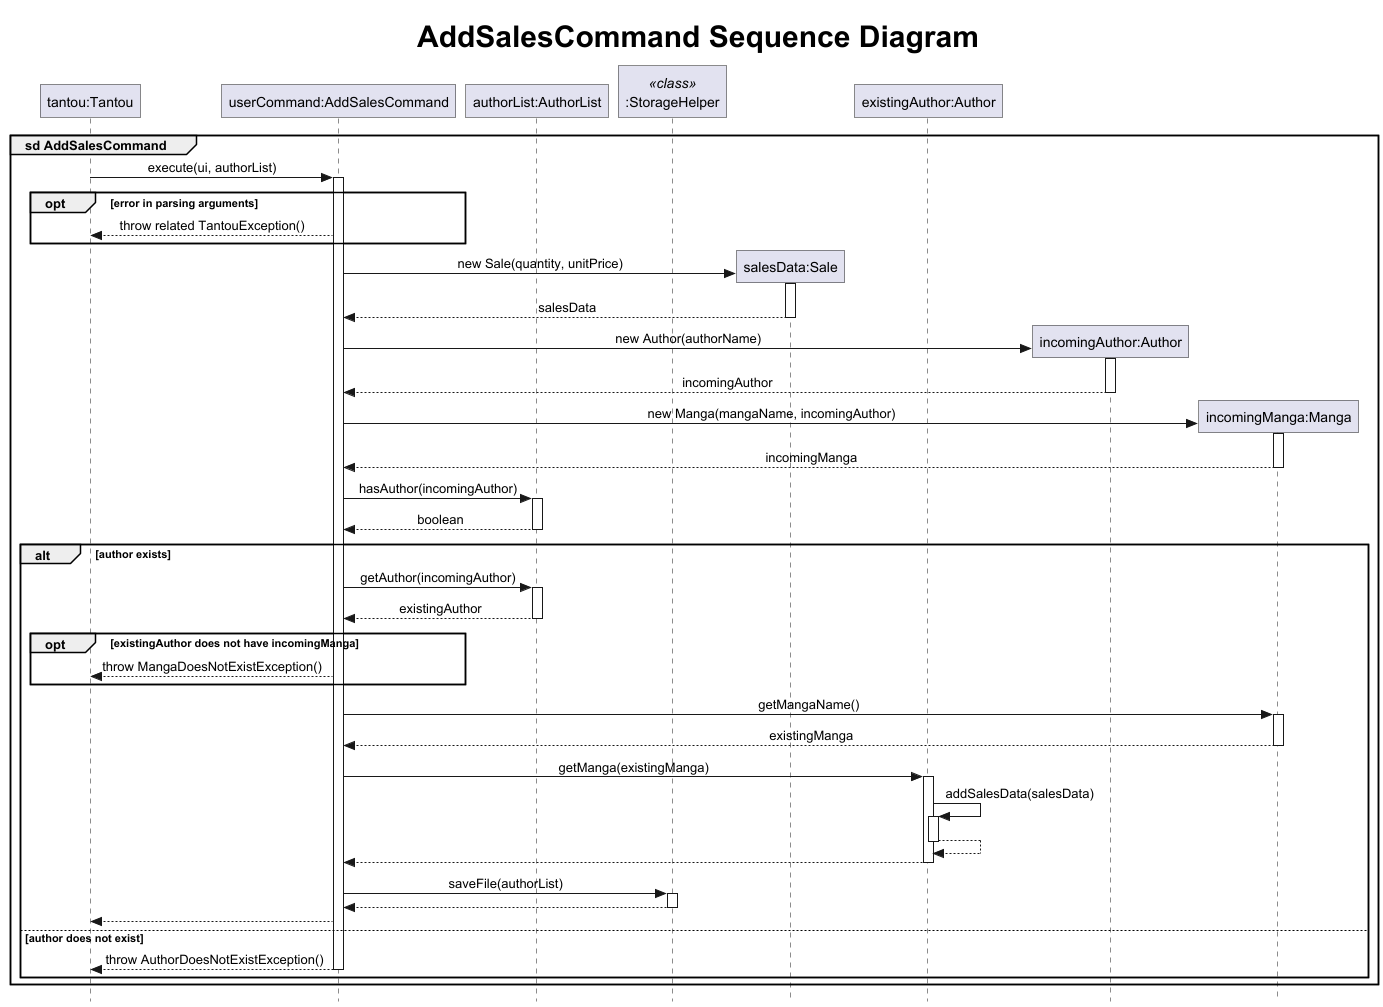 AddSalesCommand Sequence Diagram
«class»
tantou:Tantou
userCommand:AddSalesCommand
authorList:AuthorList
:StorageHelper
existingAuthor:Author
sd AddSalesCommand
execute(ui, authorList)
opt
[error in parsing arguments]
throw related TantouException()
new Sale(quantity, unitPrice)
salesData:Sale
salesData
new Author(authorName)
incomingAuthor:Author
incomingAuthor
new Manga(mangaName, incomingAuthor)
incomingManga:Manga
incomingManga
hasAuthor(incomingAuthor)
boolean
alt
[author exists]
getAuthor(incomingAuthor)
existingAuthor
opt
[existingAuthor does not have incomingManga]
throw MangaDoesNotExistException()
getMangaName()
existingManga
getManga(existingManga)
addSalesData(salesData)
saveFile(authorList)
[author does not exist]
throw AuthorDoesNotExistException()